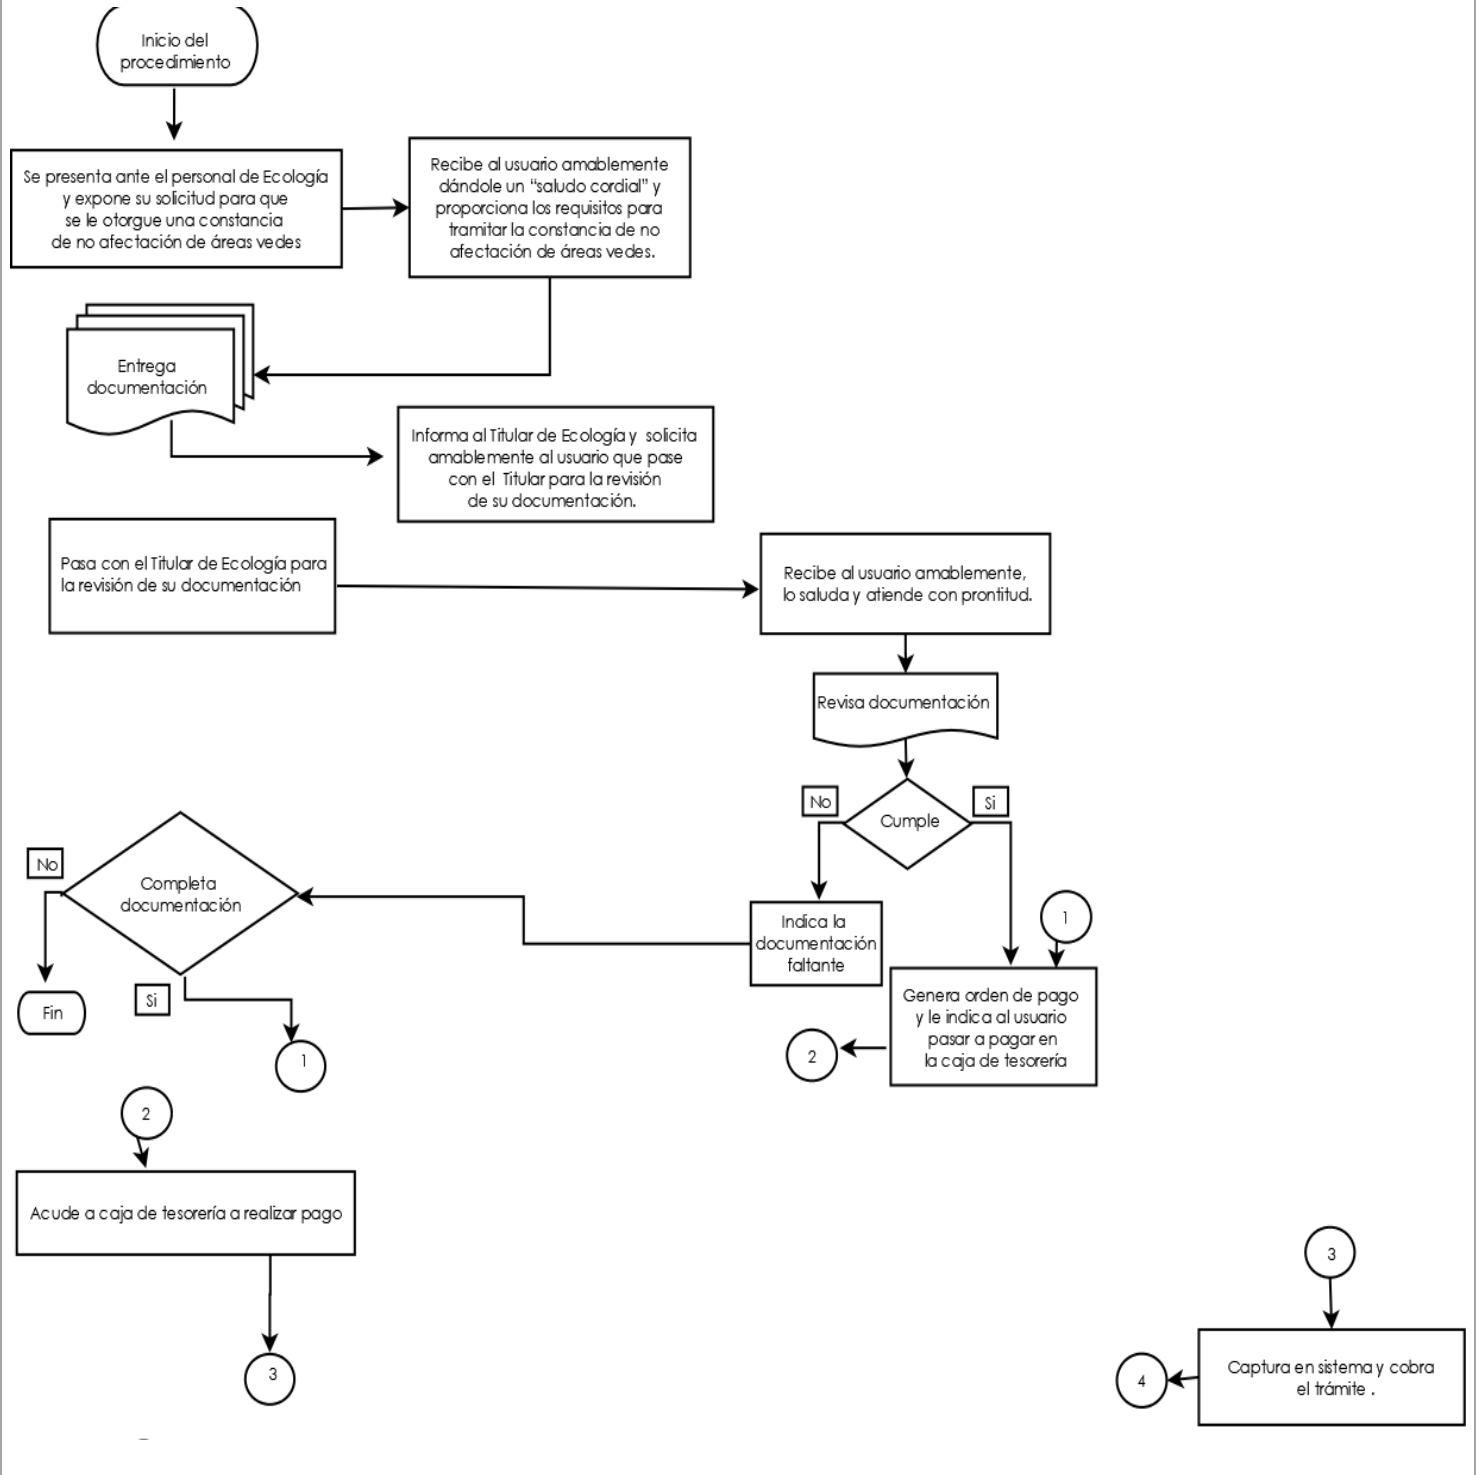 Inicio del
procedimiento
Se presenta ante el personal de Ecología
y expone su solicitud para que
se le otorgue una constancia
de no afectación de áreas vedes
Recibe al usuario amablemente
dándole un “saludo cordial” y
proporciona los requisitos para
tramitar la constancia de no
afectación de áreas vedes.
Entrega
documentación
Informa al Titular de Ecología y solicita
amablemente al usuario que pase
con el Titular para la revisión
de su documentación.
Pasa con el Titular de Ecología para
la revisión de su documentación
Recibe al usuario amablemente,
lo saluda y atiende con prontitud.
Revisa documentación
Cumple
No
Si
Indica la
documentación
faltante
1
Genera orden de pago
y le indica al usuario
pasar a pagar en
la caja de tesorería
2
Completa
documentación
No
Fin
Si
1
2
Acude a caja de tesorería a realizar pago
3
3
Captura en sistema y cobra
el trámite .
4